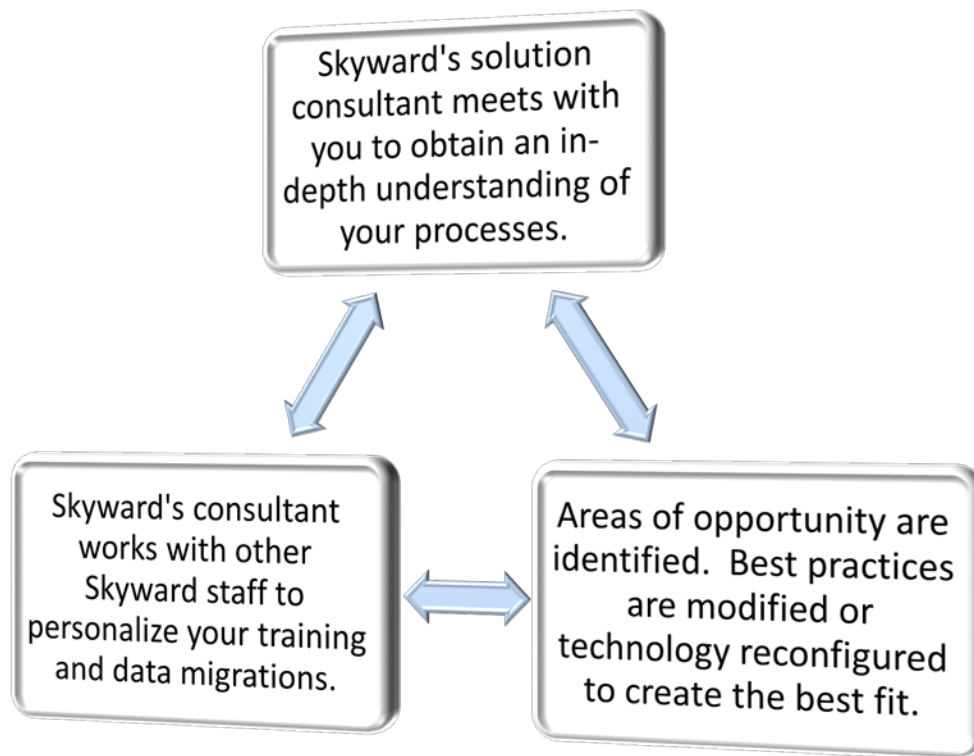 Skyward's solution
consultant meets with
you to obtain an in-
depth understanding of
your processes.
Skyward's consultant
works with other
Skyward staff to
personalize your training
and data migrations.
Areas of opportunity are
identified.  Best practices
are modified or
technology reconfigured
to create the best fit.